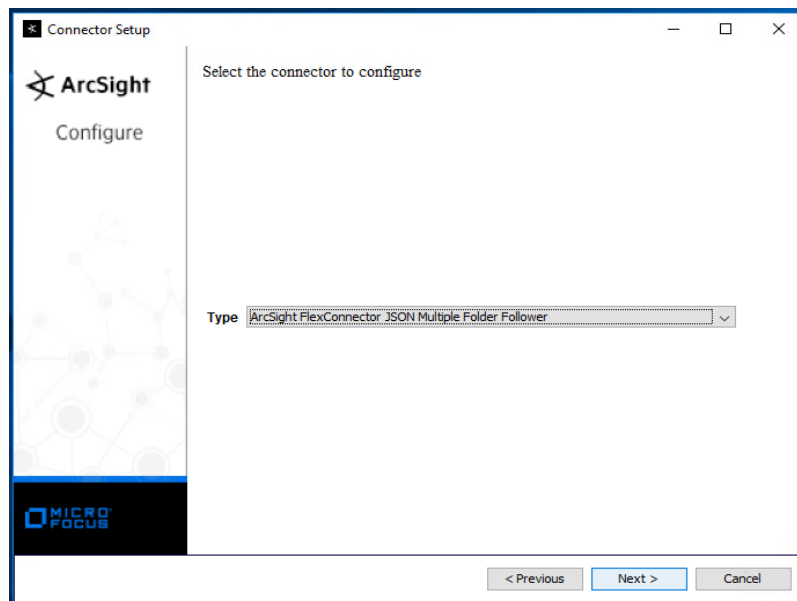 Connector Setup
ArcSight
Configure
Select the connector to configure
Type ArcSight FlexConnector JSON Multiple Folder Follower
MICRO
FOCUS
< Previous Next > Cancel